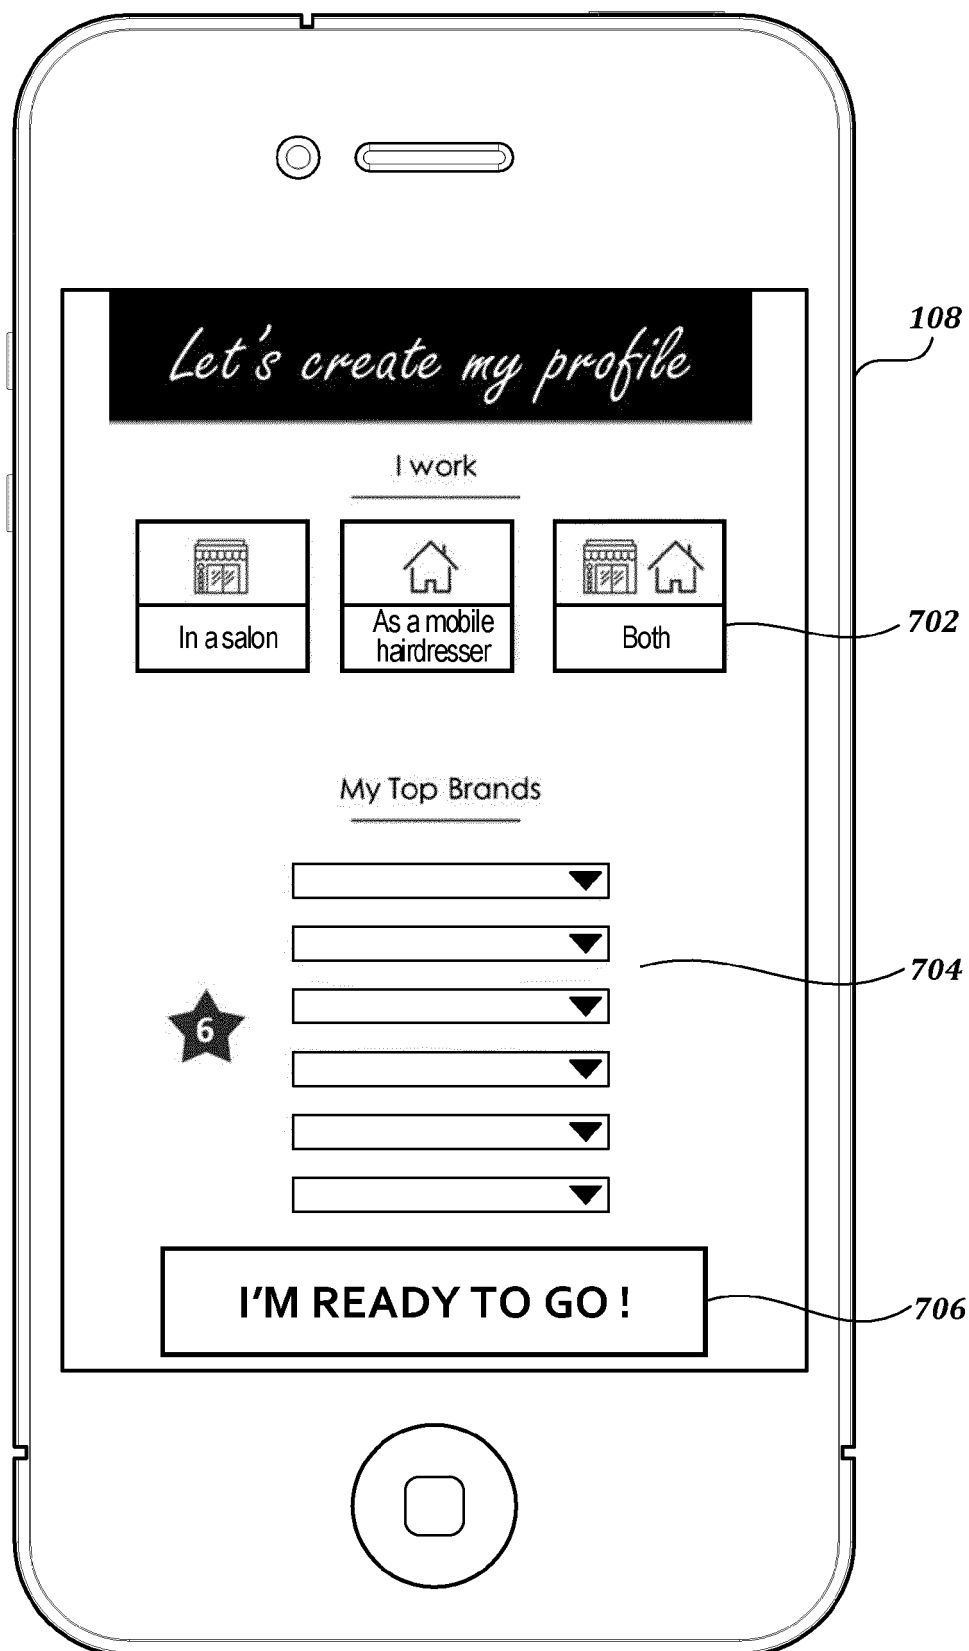 Let's create my profile
108
I work
In a salon
As a mobile
hairdresser
Both
702
My Top Brands
704
6
I'M READY TO GO !
706